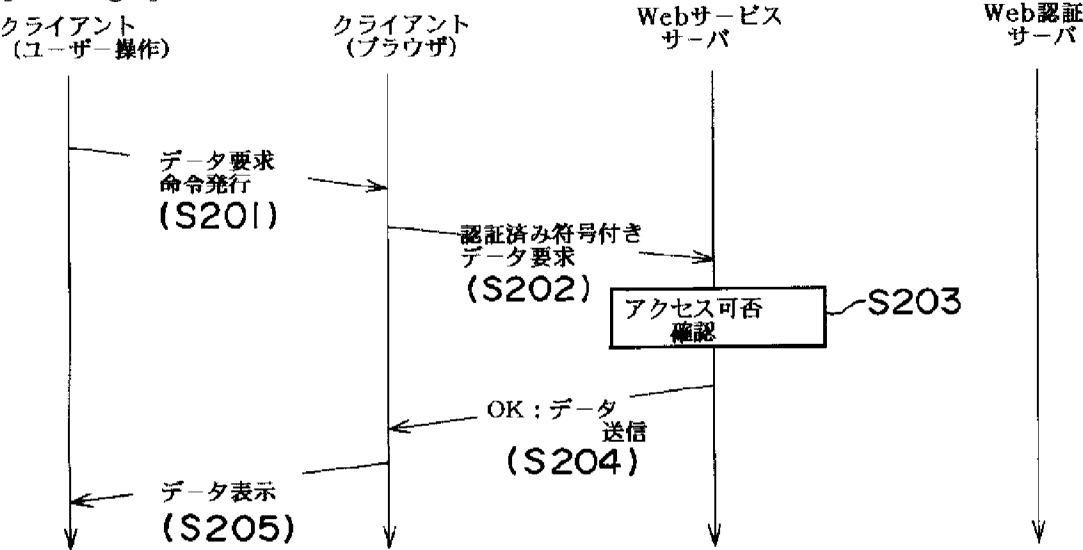 クライアント
(ユーザー操作)
クライアント
(ブラウザ)
Webサービス
サーバ
Web認証
サーバ
データ要求
命令発行
(S201)
認証済み符号付き
データ要求
(S202)
アクセス可否
確認
S203
OK:データ
送信
(S204)
データ表示
(S205)